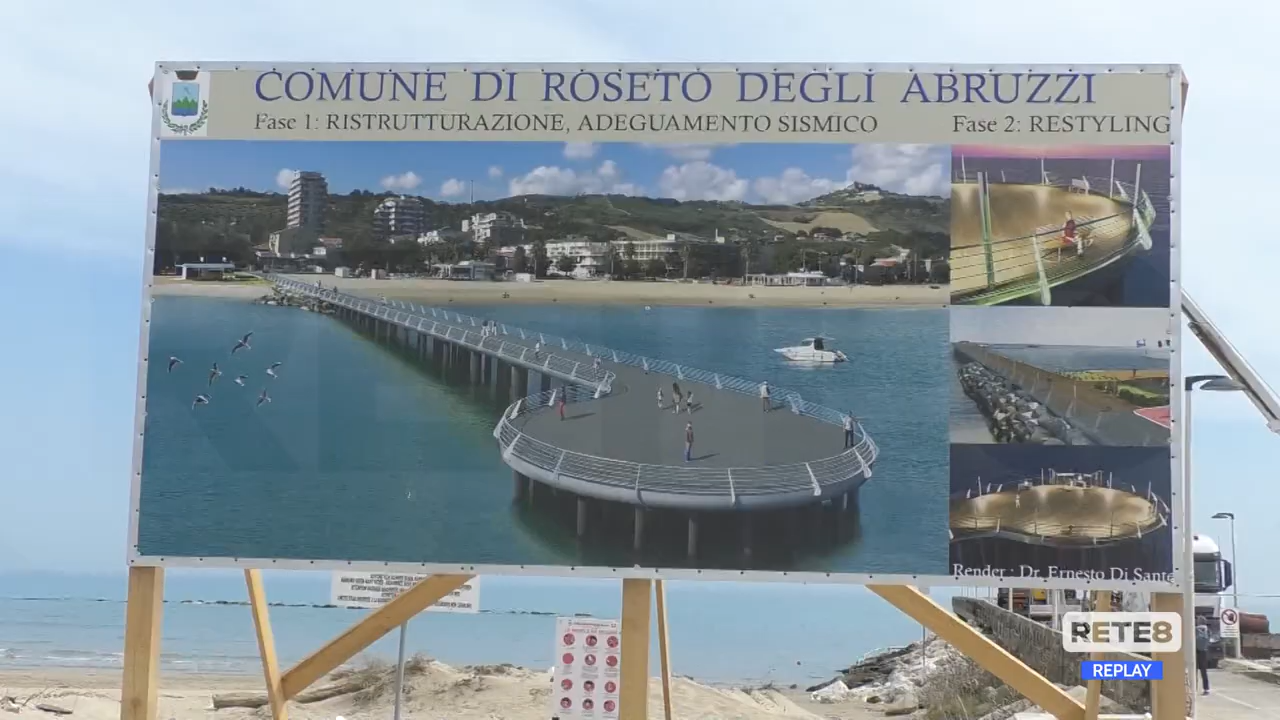 COMUNE DI ROSETO DEGLI ABRUZZI
Fase 1: RISTRUTTURAZIONE, ADEGUAMENTO SISMICO
Fase 2: RESTYLING
Render : Dr. Ernesto Di Sante
RETE8
REPLAY